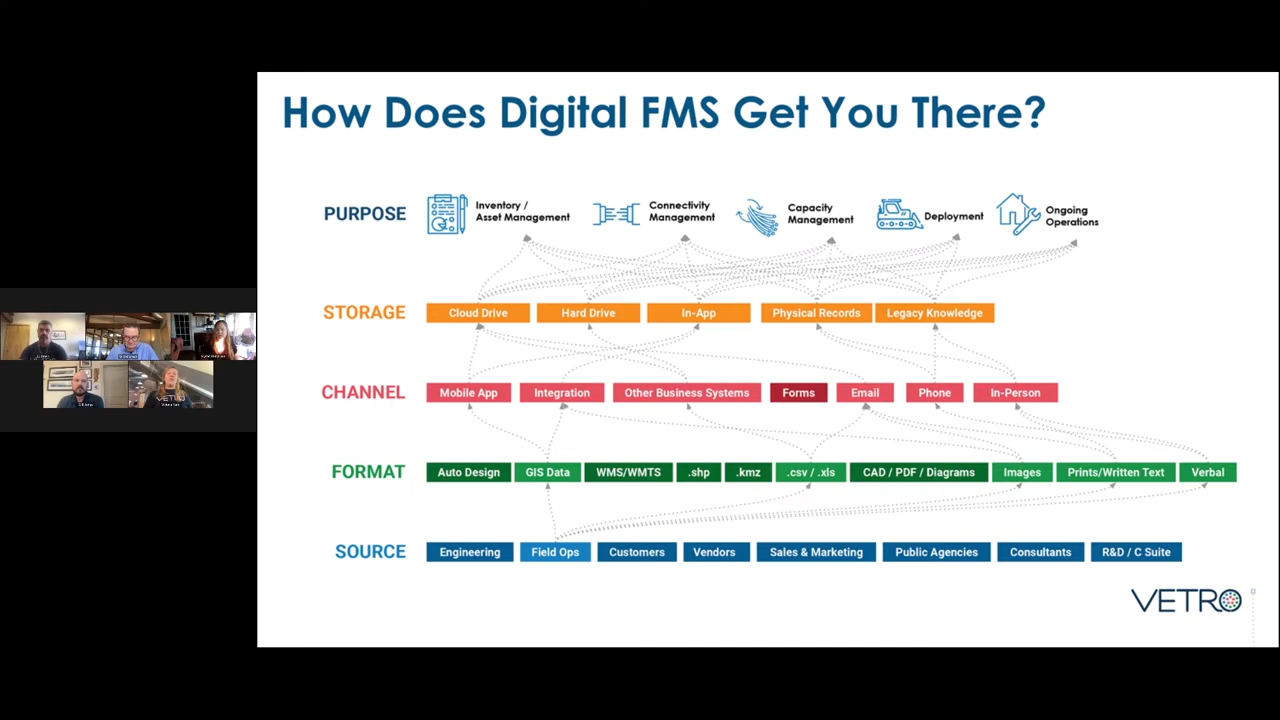 How Does Digital FMS Get You There?
PURPOSE
Inventory /
Asset Management
Connectivity
Management
Capacity
Management
Deployment
Ongoing
Operations
STORAGE
Cloud Drive
Hard Drive
In-App
Physical Records
Legacy Knowledge
CHANNEL
Mobile App
Integration
Other Business Systems
Forms
Email
Phone
In-Person
FORMAT
Auto Design
GIS Data
WMS/WMTS
.shp
.kmz
.csv / .xls
CAD / PDF / Diagrams
Images
Prints/Written Text
Verbal
SOURCE
Engineering
Field Ops
Customers
Vendors
Sales & Marketing
Public Agencies
Consultants
R&D / C Suite
VETRO